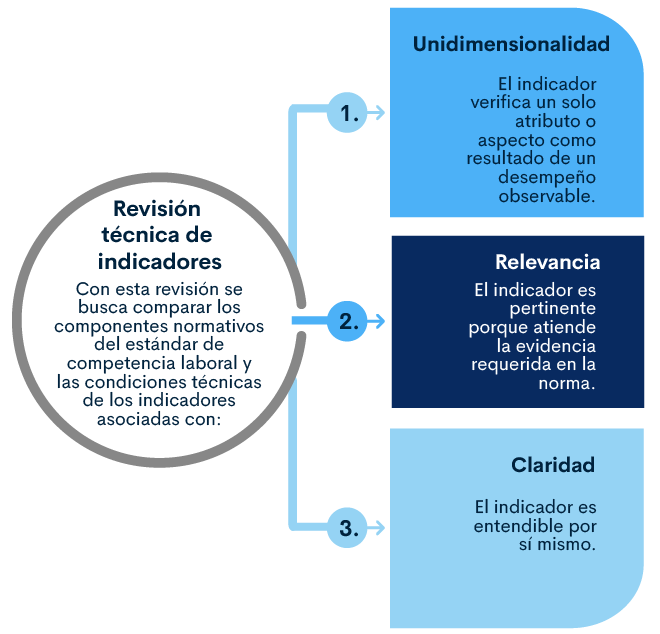 Revisión
técnica de
indicadores
Con esta revisión se
busca comparar los
componentes normativos
del estándar de
competencia laboral y
las condiciones técnicas
de los indicadores
asociadas con:
1.
Unidimensionalidad
El indicador
verifica un solo
atributo o
aspecto como
resultado de un
desempeño
observable.
2.
Relevancia
El indicador es
pertinente
porque atiende
la evidencia
requerida en la
norma.
3.
Claridad
El indicador es
entendible por
sí mismo.